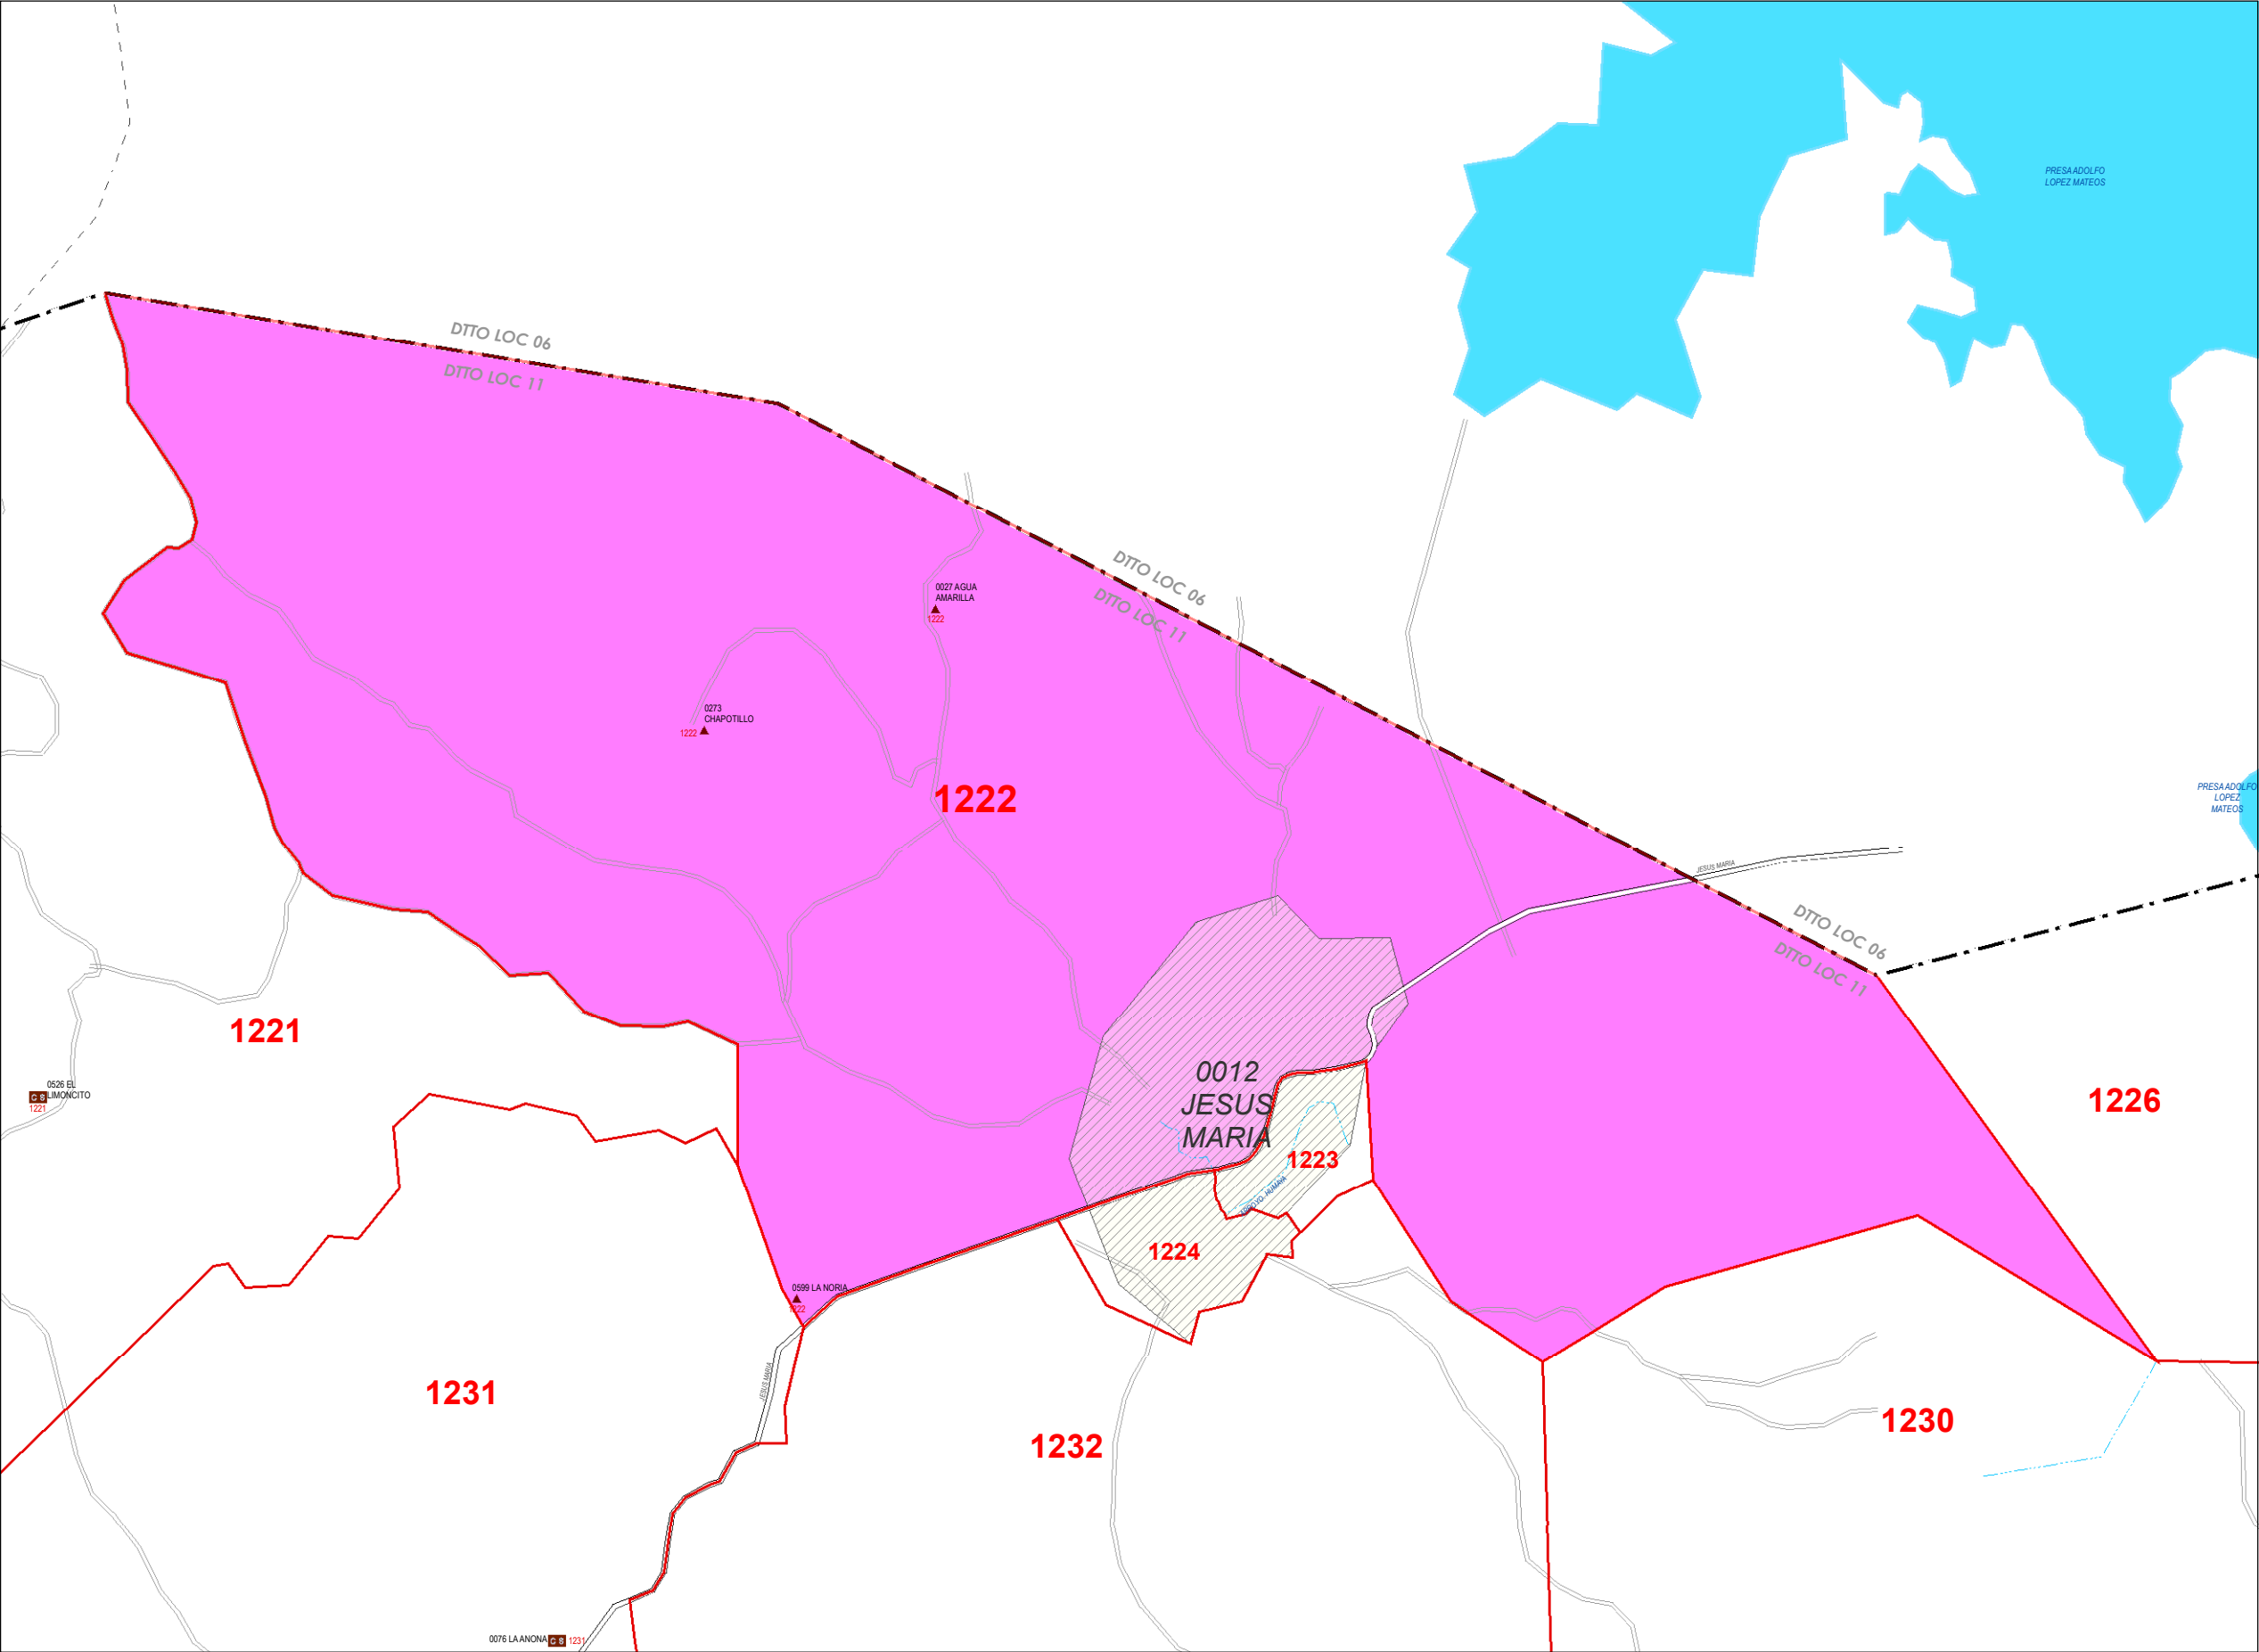 PRESA ADOLFO
LOPEZ MATEOS
DTTO LOC 06
DTTO LOC 11
DTTO LOC 06
DTTO LOC 11
0027 AGUA
AMARILLA
1222
0273
CHAPOTILLO
1222
1222
PRESA ADOLFO
LOPEZ
MATEOS
JESUS MARIA
DTTO LOC 06
DTTO LOC 11
1221
0526 EL
LIMONCITO
C S
1221
0012
JESUS
MARIA
1226
1223
ARROYO HUMAYA
1224
0599 LA NORIA
1222
JESUS MARIA
1231
1232
1230
0076 LA ANONA
C S
1231